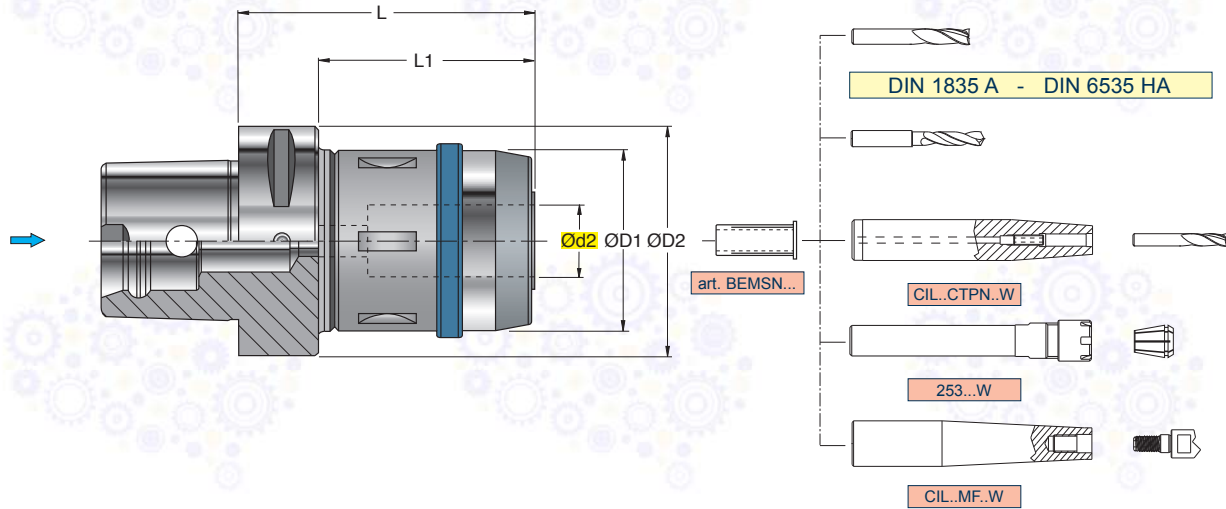 L
L1
DIN 1835 A - DIN 6535 HA
Ød2 ØD1 ØD2
art. BEMSN...
CIL..CTPN..W
253...W
CIL..MF..W